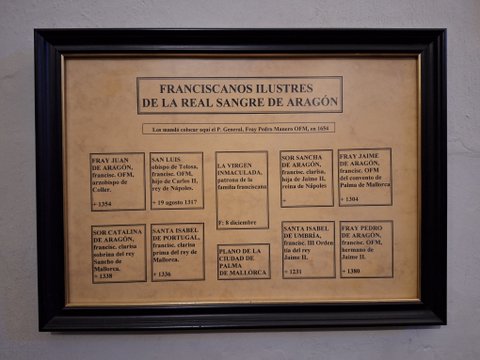 FRANCISCANOS ILUSTRES
DE LA REAL SANGRE DE ARAGÓN
Los mandó colocar aquí el P. General, Fray Pedro Manero OFM, en 1654
FRAY JUAN
DE ARAGÓN,
francisc. OFM,
arzobispo de
Coller.
+ 1354
SAN LUIS
obispo de Tolosa,
francisc. OFM,
hijo de Carlos II,
rey de Nápoles.
+ 19 agosto 1317
LA VIRGEN
INMACULADA,
patrona de la
familia franciscana
F: 8 diciembre
SOR SANCHA
DE ARAGÓN,
francisc. clarisa,
hija de Jaime II,
reina de Nápoles
+
FRAY JAIME
DE ARAGÓN,
francisc. OFM
del convento de
Palma de Mallorca
+ 1304
SOR CATALINA
DE ARAGÓN,
francisc. clarisa
sobrina del rey
Sancho de
Mallorca.
+ 1338
SANTA ISABEL
DE PORTUGAL,
francisc. clarisa
prima del rey de
Mallorca.
+ 1336
PLANO DE LA
CIUDAD DE
PALMA
DE MALLORCA
SANTA ISABEL
DE UMBRÍA,
francisc. III Orden
tía del rey
Jaime II.
+ 1231
FRAY PEDRO
DE ARAGÓN,
francisc. OFM,
hermano de
Jaime II.
+ 1380